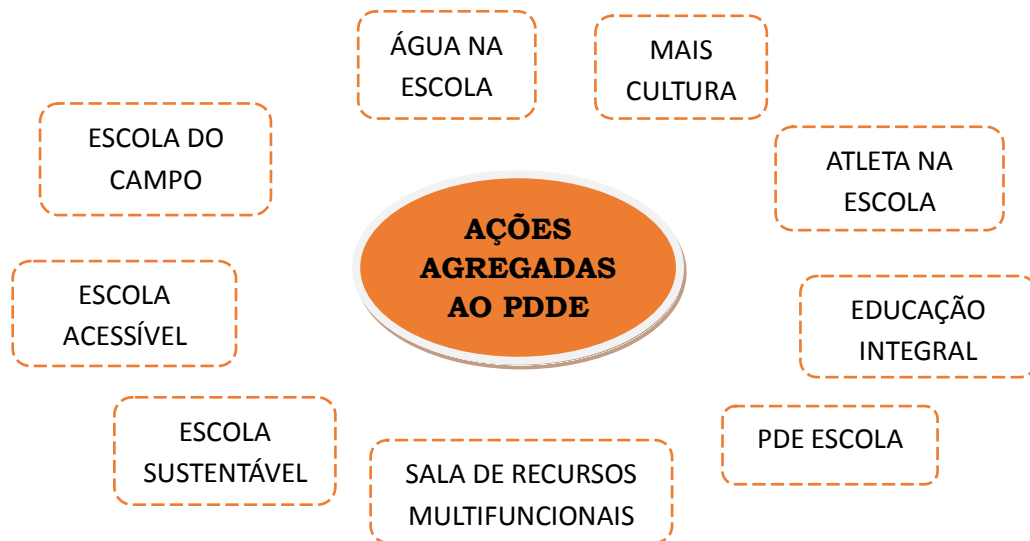 ÁGUA NA
ESCOLA
MAIS
CULTURA
ESCOLA DO
CAMPO
ATLETA NA
ESCOLA
AÇÕES
AGREGADAS
AO PDDE
ESCOLA
ACESSÍVEL
EDUCAÇÃO
INTEGRAL
ESCOLA
SUSTENTÁVEL
SALA DE RECURSOS
MULTIFUNCIONAIS
PDE ESCOLA